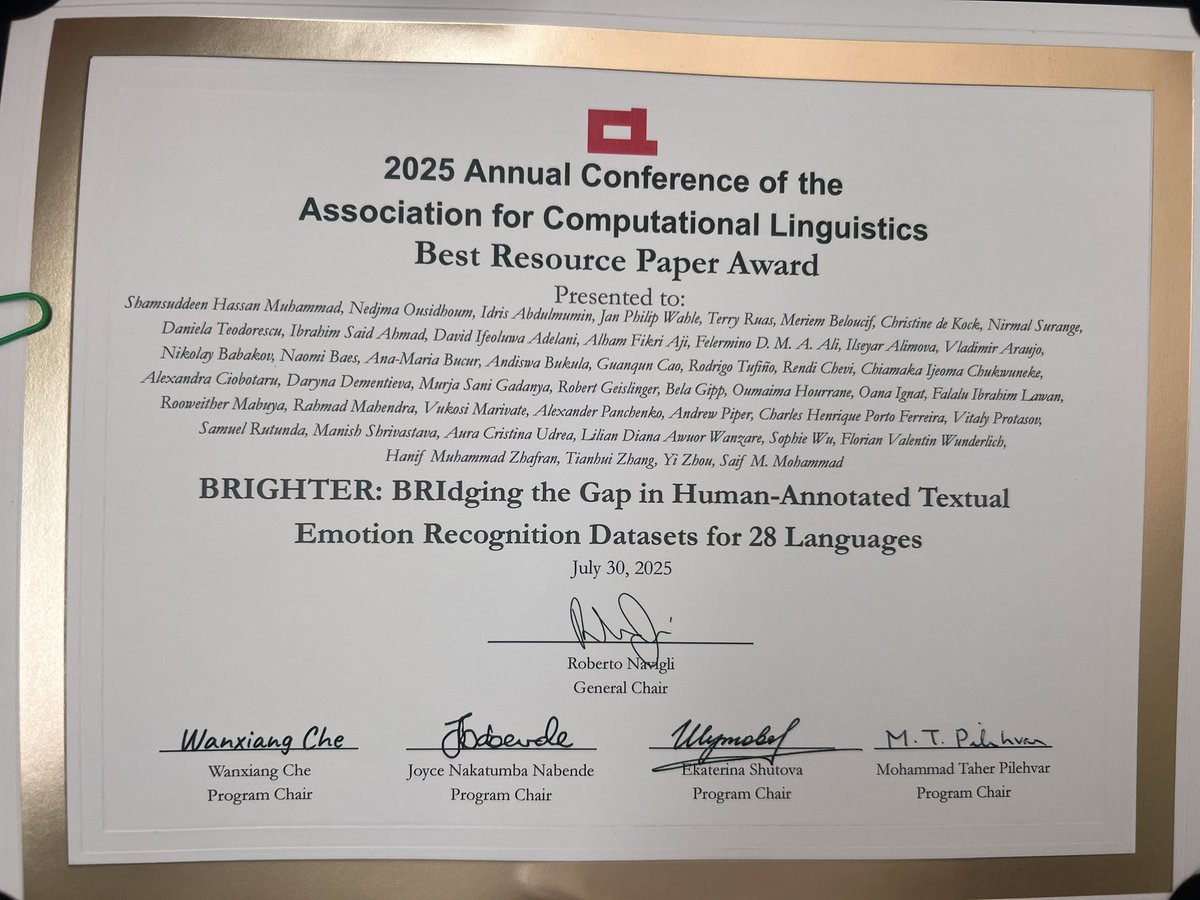 2025 Annual Conference of the
Association for Computational Linguistics
Best Resource Paper Award
Presented to:
Shamsuddeen Hassan Muhammad, Nedjma Ousidhoum, Idris Abdulmumin, Jan Philip Wahle, Terry Ruas, Meriem Beloucif, Christine de Kock, Nirmal Surange,
Daniela Teodorescu, Ibrahim Said Ahmad, David Ifeoluwa Adelani, Alham Fikri Aji, Felermino D. M. A. Ali, Ilseyar Alimova, Vladimir Araujo,
Nikolay Babakov, Naomi Baes, Ana-Maria Bucur, Andiswa Bukula, Guanqun Cao, Rodrigo Tufiño, Rendi Chevi, Chiamaka Ijeoma Chukwuneke,
Alexandra Ciobotaru, Daryna Dementieva, Murja Sani Gadanya, Robert Geislinger, Bela Gipp, Oumaima Hourrane, Oana Ignat, Falalu Ibrahim Lawan,
Rooweither Mabuya, Rahmad Mahendra, Vukosi Marivate, Alexander Panchenko, Andrew Piper, Charles Henrique Porto Ferreira, Vitaly Protasov,
Samuel Rutunda, Manish Shrivastava, Aura Cristina Udrea, Lilian Diana Awuor Wanzare, Sophie Wu, Florian Valentin Wunderlich,
Hanif Muhammad Zhafran, Tianhui Zhang, Yi Zhou, Saif M. Mohammad
BRIGHTER: BRIdging the Gap in Human-Annotated Textual
Emotion Recognition Datasets for 28 Languages
July 30, 2025
Roberto Navigli
General Chair
Wanxiang Che
M. T. Pilehvar
Wanxiang Che
Joyce Nakatumba Nabende
Ekaterina Shutova
Mohammad Taher Pilehvar
Program Chair
Program Chair
Program Chair
Program Chair